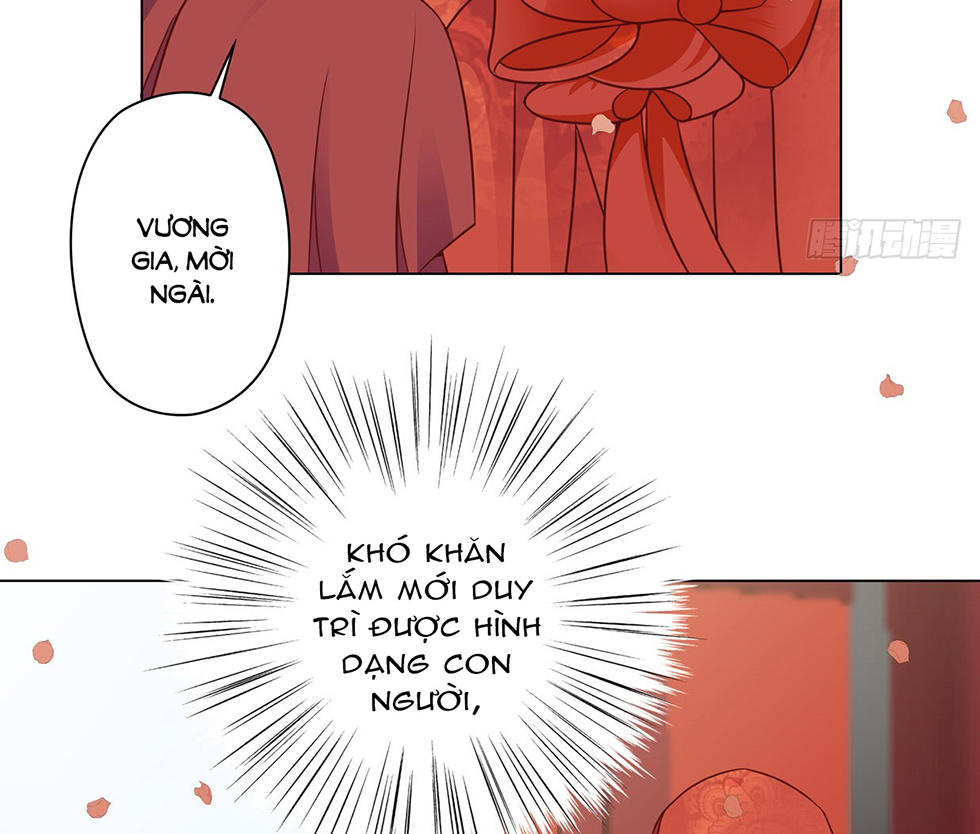 VƯƠNG
GIA, MỜI
NGÀI.
腾讯动漫
KHÓ KHĂN
LẮM MỚI DUY
TRÌ ĐƯỢC HÌNH
DẠNG CON
NGƯỜI,